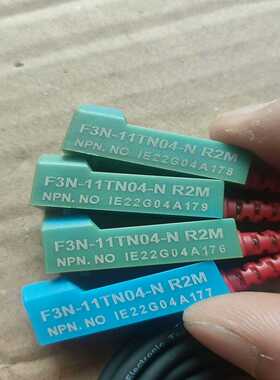 F3N-11TN04-N R2M
NPN. NO IE22G04A178
F3N-11TN04-N R2M
NPN. NO IE22G04A179
F3N-11TN04-N R2M
NPN. NO IE22G04A176
F3N-11TN04-N R2M
NPN. NO IE22G04A177
Electronic